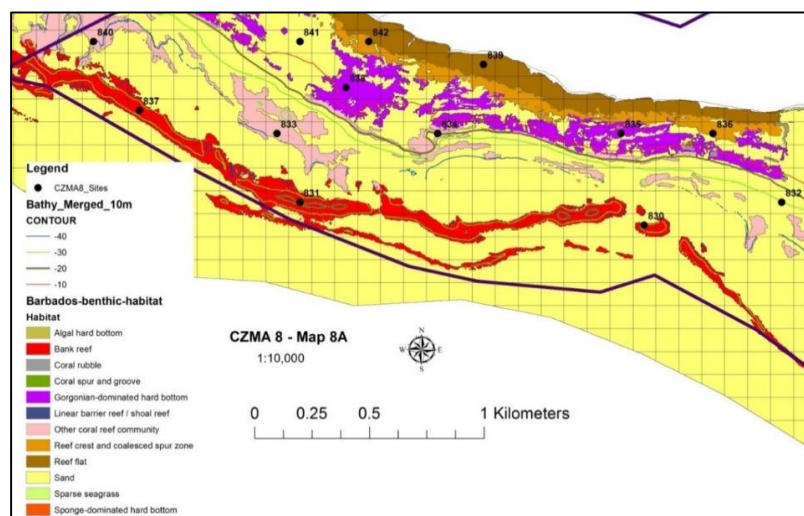 840
841
842
839
838
837
833
834
835
836
831
832
830
Legend
CZMA8_Sites
Bathy_Merged_10m
CONTOUR
-40
-30
-20
-10
Barbados-benthic-habitat
Habitat
Algal hard bottom
Bank reef
Coral rubble
Coral spur and groove
Gorgonian-dominated hard bottom
Linear barrier reef / shoal reef
Other coral reef community
Reef crest and coalesced spur zone
Reef flat
Sand
Sparse seagrass
Sponge-dominated hard bottom
CZMA 8 - Map 8A
1:10,000
N
W E
S
0 0.25 0.5 1 Kilometers